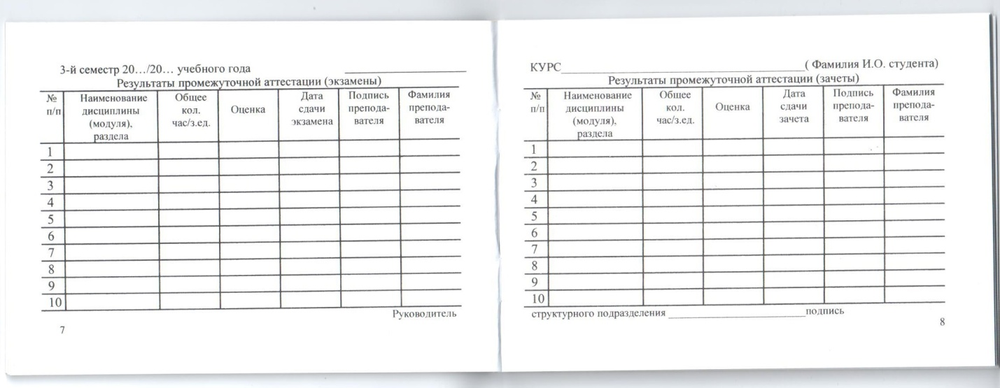 3-й семестр 20…/20… учебного года ____________________
Результаты промежуточной аттестации (экзамены)
№ п/п Наименование дисциплины (модуля), раздела Общее кол. час/з.ед. Оценка Дата сдачи экзамена Подпись препода-вателя Фамилия препода-вателя
1
2
3
4
5
6
7
8
9
10
Руководитель
7
КУРС________________________________________( Фамилия И.О. студента)
Результаты промежуточной аттестации (зачеты)
№ п/п Наименование дисциплины (модуля), раздела Общее кол. час/з.ед. Оценка Дата сдачи зачета Подпись препода-вателя Фамилия препода-вателя
1
2
3
4
5
6
7
8
9
10
структурного подразделения __________________________подпись
8